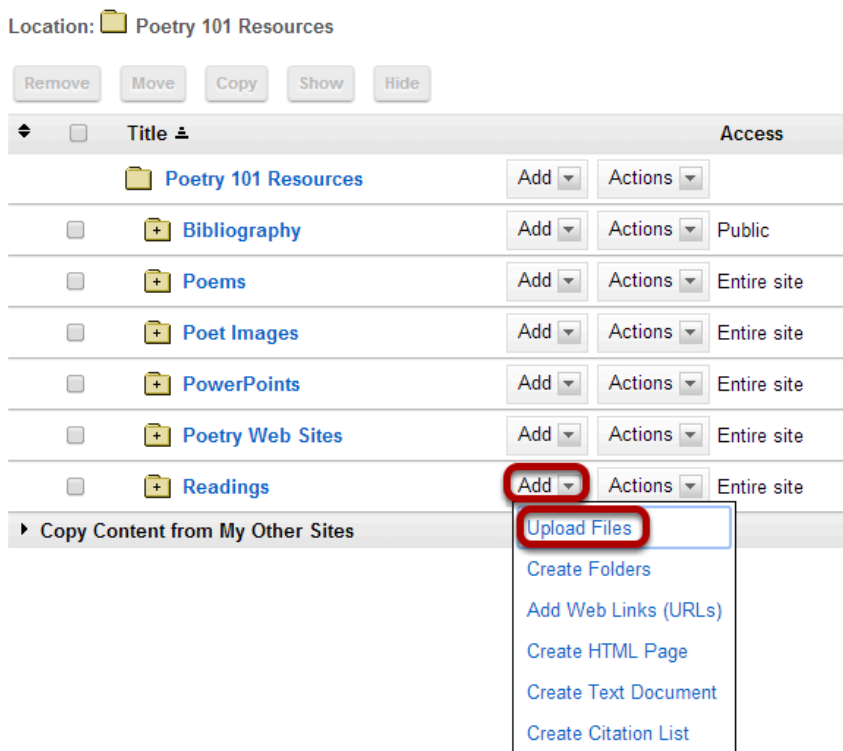 Location: Poetry 101 Resources
Remove Move Copy Show Hide
Title Access
Poetry 101 Resources Add Actions
Bibliography Add Actions Public
Poems Add Actions Entire site
Poet Images Add Actions Entire site
PowerPoints Add Actions Entire site
Poetry Web Sites Add Actions Entire site
Readings Add Actions Entire site
Copy Content from My Other Sites
Upload Files
Create Folders
Add Web Links (URLs)
Create HTML Page
Create Text Document
Create Citation List